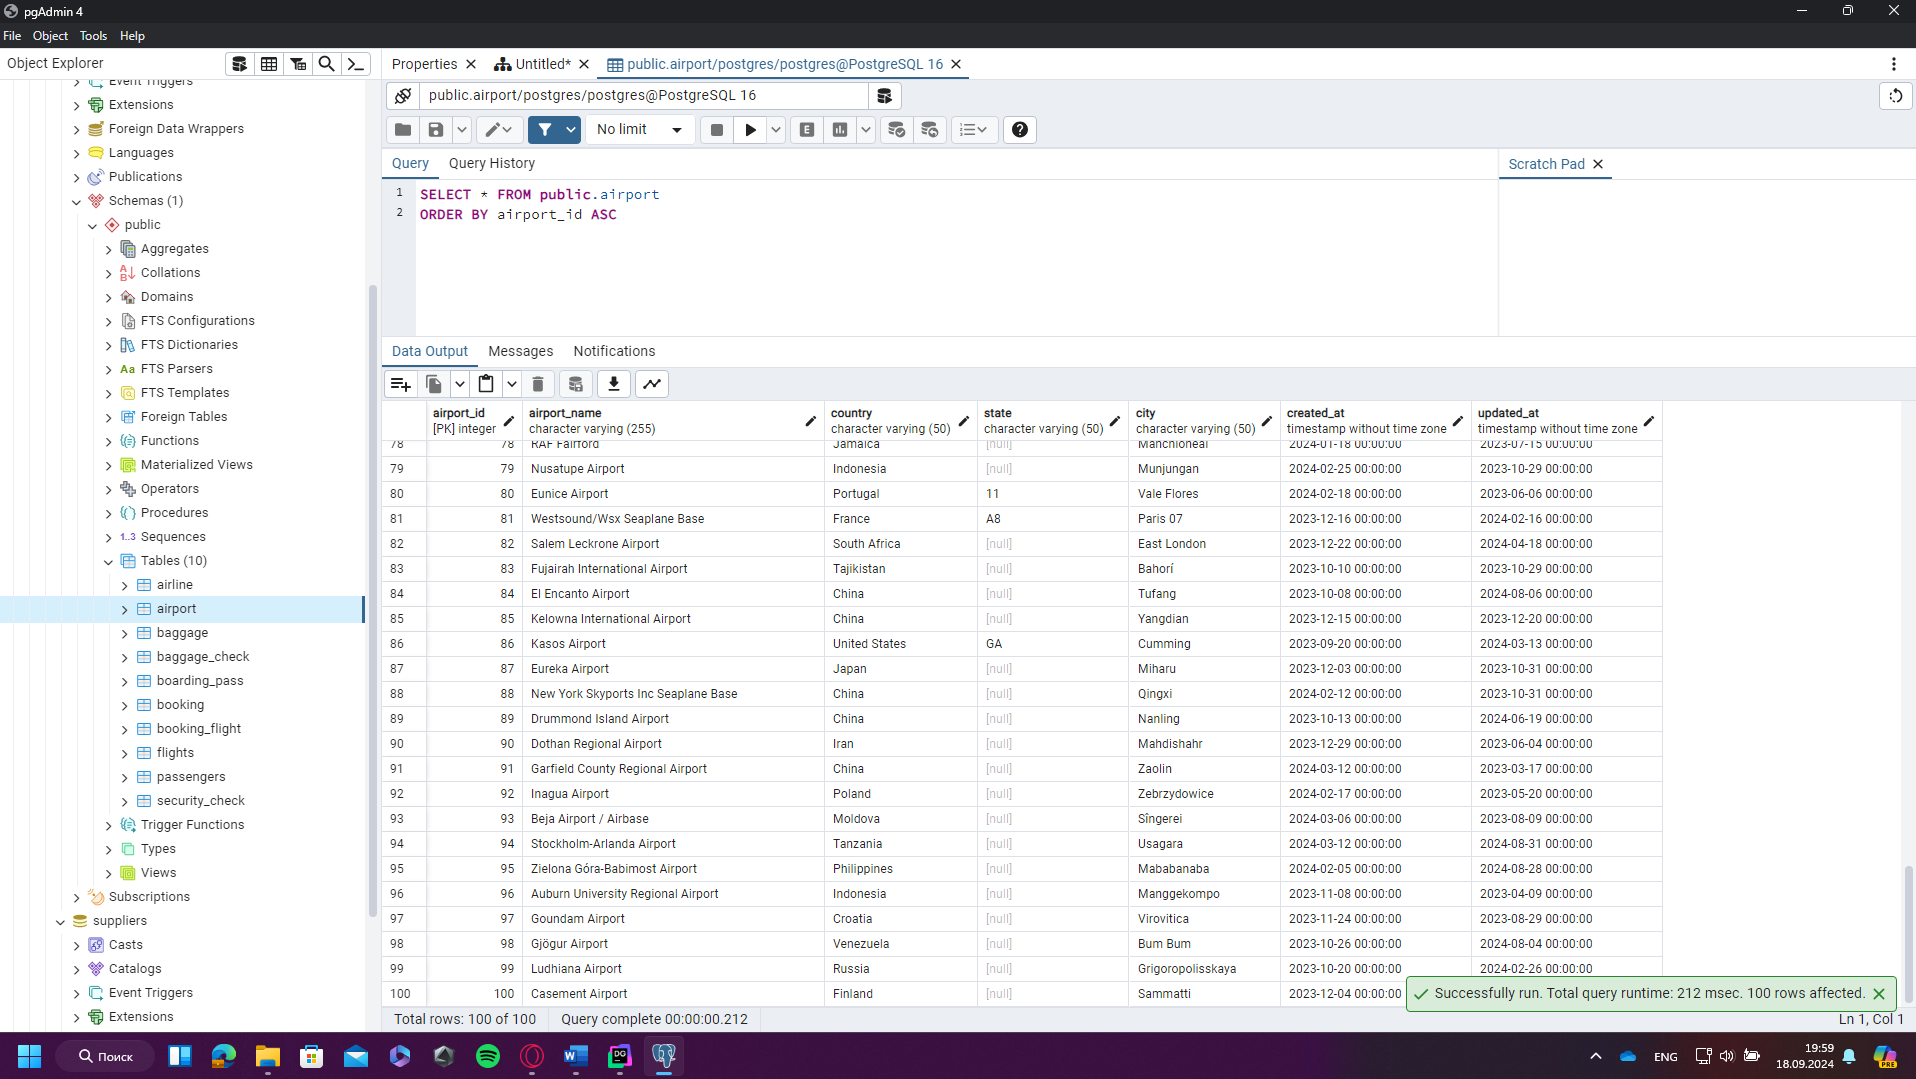 pgAdmin 4
File Object Tools Help
Object Explorer
Properties
Untitled*
public.airport/postgres/postgres@PostgreSQL 16
public.airport/postgres/postgres@PostgreSQL 16
No limit
Query Query History
Scratch Pad
1 SELECT * FROM public.airport
2 ORDER BY airport_id ASC
Event Triggers
Extensions
Foreign Data Wrappers
Languages
Publications
Schemas (1)
public
Aggregates
Collations
Domains
FTS Configurations
FTS Dictionaries
FTS Parsers
FTS Templates
Foreign Tables
Functions
Materialized Views
Operators
Procedures
1..3 Sequences
Tables (10)
airline
airport
baggage
baggage_check
boarding_pass
booking
booking_flight
flights
passengers
security_check
Trigger Functions
Types
Views
Subscriptions
suppliers
Casts
Catalogs
Event Triggers
Extensions
Data Output Messages Notifications
airport_id airport_name country state city created_at updated_at
[PK] integer character varying (255) character varying (50) character varying (50) character varying (50) timestamp without time zone timestamp without time zone
78 78 RAF Fairford Jamaica [null] Manchioneal 2024-01-18 00:00:00 2023-07-15 00:00:00
79 79 Nusatupe Airport Indonesia [null] Munjungan 2024-02-25 00:00:00 2023-10-29 00:00:00
80 80 Eunice Airport Portugal 11 Vale Flores 2024-02-18 00:00:00 2023-06-06 00:00:00
81 81 Westsound/Wsx Seaplane Base France A8 Paris 07 2023-12-16 00:00:00 2024-02-16 00:00:00
82 82 Salem Leckrone Airport South Africa [null] East London 2023-12-22 00:00:00 2024-04-18 00:00:00
83 83 Fujairah International Airport Tajikistan [null] Bahorí 2023-10-10 00:00:00 2023-10-29 00:00:00
84 84 El Encanto Airport China [null] Tufang 2023-10-08 00:00:00 2024-08-06 00:00:00
85 85 Kelowna International Airport China [null] Yangdian 2023-12-15 00:00:00 2023-12-20 00:00:00
86 86 Kasos Airport United States GA Cumming 2023-09-20 00:00:00 2024-03-13 00:00:00
87 87 Eureka Airport Japan [null] Miharu 2023-12-03 00:00:00 2023-10-31 00:00:00
88 88 New York Skyports Inc Seaplane Base China [null] Qingxi 2024-02-12 00:00:00 2023-10-31 00:00:00
89 89 Drummond Island Airport China [null] Nanling 2023-10-13 00:00:00 2024-06-19 00:00:00
90 90 Dothan Regional Airport Iran [null] Mahdishahr 2023-12-29 00:00:00 2023-06-04 00:00:00
91 91 Garfield County Regional Airport China [null] Zaolin 2024-03-12 00:00:00 2023-03-17 00:00:00
92 92 Inagua Airport Poland [null] Zebrzydowice 2024-02-17 00:00:00 2023-05-20 00:00:00
93 93 Beja Airport / Airbase Moldova [null] Sîngerei 2024-03-06 00:00:00 2023-08-09 00:00:00
94 94 Stockholm-Arlanda Airport Tanzania [null] Usagara 2024-03-12 00:00:00 2024-08-31 00:00:00
95 95 Zielona Góra-Babimost Airport Philippines [null] Mababanaba 2024-02-05 00:00:00 2024-08-28 00:00:00
96 96 Auburn University Regional Airport Indonesia [null] Manggekompo 2023-11-08 00:00:00 2023-04-09 00:00:00
97 97 Goundam Airport Croatia [null] Virovitica 2023-11-24 00:00:00 2023-08-29 00:00:00
98 98 Gjögur Airport Venezuela [null] Bum Bum 2023-10-26 00:00:00 2024-08-04 00:00:00
99 99 Ludhiana Airport Russia [null] Grigoropolisskaya 2023-10-20 00:00:00 2024-02-26 00:00:00
100 100 Casement Airport Finland [null] Sammatti 2023-12-04 00:00:00
Successfully run. Total query runtime: 212 msec. 100 rows affected.
Total rows: 100 of 100 Query complete 00:00:00.212
Ln 1, Col 1
Поиск
ENG
19:59
18.09.2024